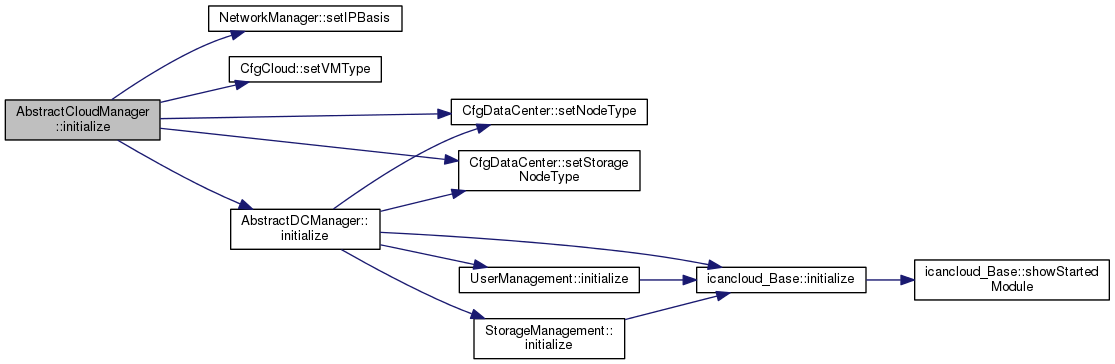 NetworkManager::setIPBasis
CfgCloud::setVMType
AbstractCloudManager
::initialize
CfgDataCenter::setNodeType
CfgDataCenter::setStorage
NodeType
AbstractDCManager::
initialize
UserManagement::initialize
icancloud_Base::initialize
icancloud_Base::showStarted
Module
StorageManagement::
initialize